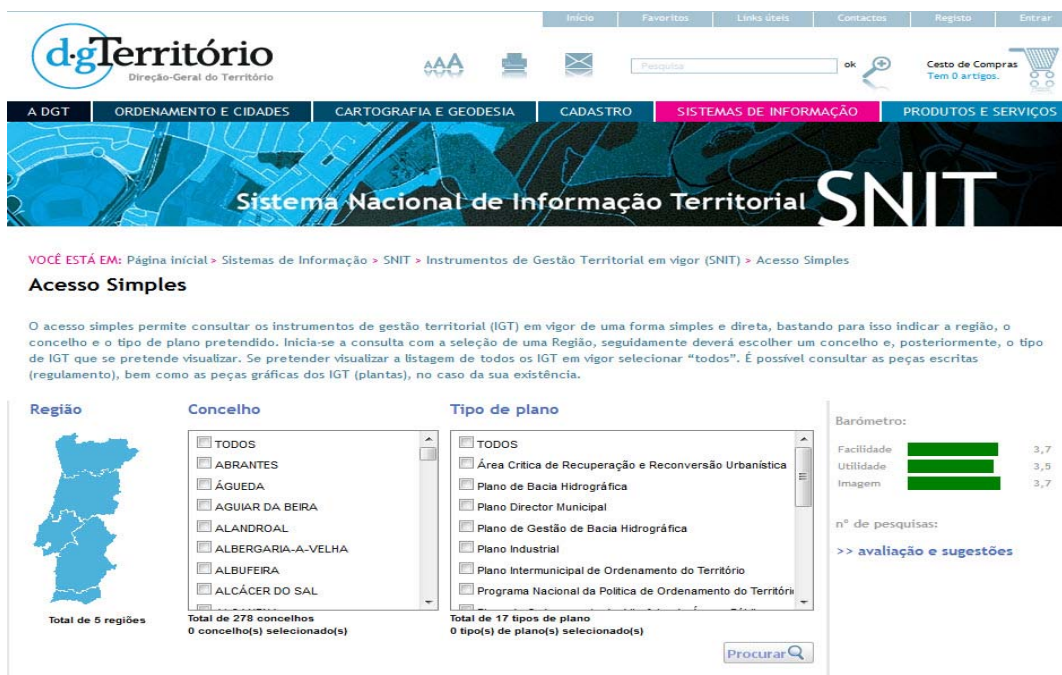 Início Favoritos Links úteis Contactos Registo Entrar
d·gTerritório
Direção-Geral do Território
AAA
Pesquisa
ok
Cesto de Compras
Tem 0 artigos.
A DGT ORDENAMENTO E CIDADES CARTOGRAFIA E GEODESIA CADASTRO SISTEMAS DE INFORMAÇÃO PRODUTOS E SERVIÇOS
Sistema Nacional de Informação Territorial SNIT
VOCÊ ESTÁ EM: Página inícial > Sistemas de Informação > SNIT > Instrumentos de Gestão Territorial em vigor (SNIT) > Acesso Simples
Acesso Simples
O acesso simples permite consultar os instrumentos de gestão territorial (IGT) em vigor de uma forma simples e direta, bastando para isso indicar a região, o
concelho e o tipo de plano pretendido. Inicia-se a consulta com a seleção de uma Região, seguidamente deverá escolher um concelho e, posteriormente, o tipo
de IGT que se pretende visualizar. Se pretender visualizar a listagem de todos os IGT em vigor selecionar “todos”. É possível consultar as peças escritas
(regulamento), bem como as peças gráficas dos IGT (plantas), no caso da sua existência.
Região
Total de 5 regiões
Concelho
TODOS
ABRANTES
ÁGUEDA
AGUIAR DA BEIRA
ALANDROAL
ALBERGARIA-A-VELHA
ALBUFEIRA
ALCÁCER DO SAL
Total de 278 concelhos
0 concelho(s) selecionado(s)
Tipo de plano
TODOS
Área Critica de Recuperação e Reconversão Urbanística
Plano de Bacia Hidrográfica
Plano Director Municipal
Plano de Gestão de Bacia Hidrográfica
Plano Industrial
Plano Intermunicipal de Ordenamento do Território
Programa Nacional da Politica de Ordenamento do Território
Total de 17 tipos de plano
0 tipo(s) de plano(s) selecionado(s)
Procurar
Barómetro:
Facilidade 3,7
Utilidade 3,5
Imagem 3,7
nº de pesquisas:
>> avaliação e sugestões